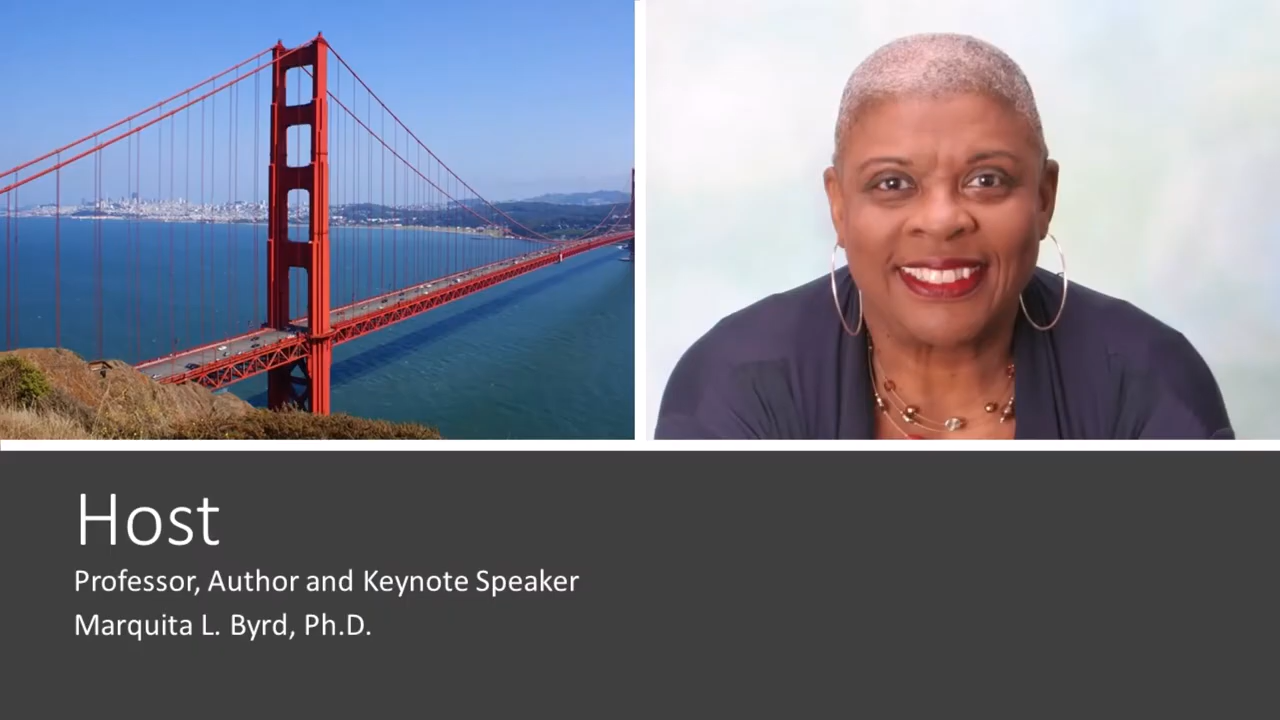 Host
Professor, Author and Keynote Speaker
Marquita L. Byrd, Ph.D.